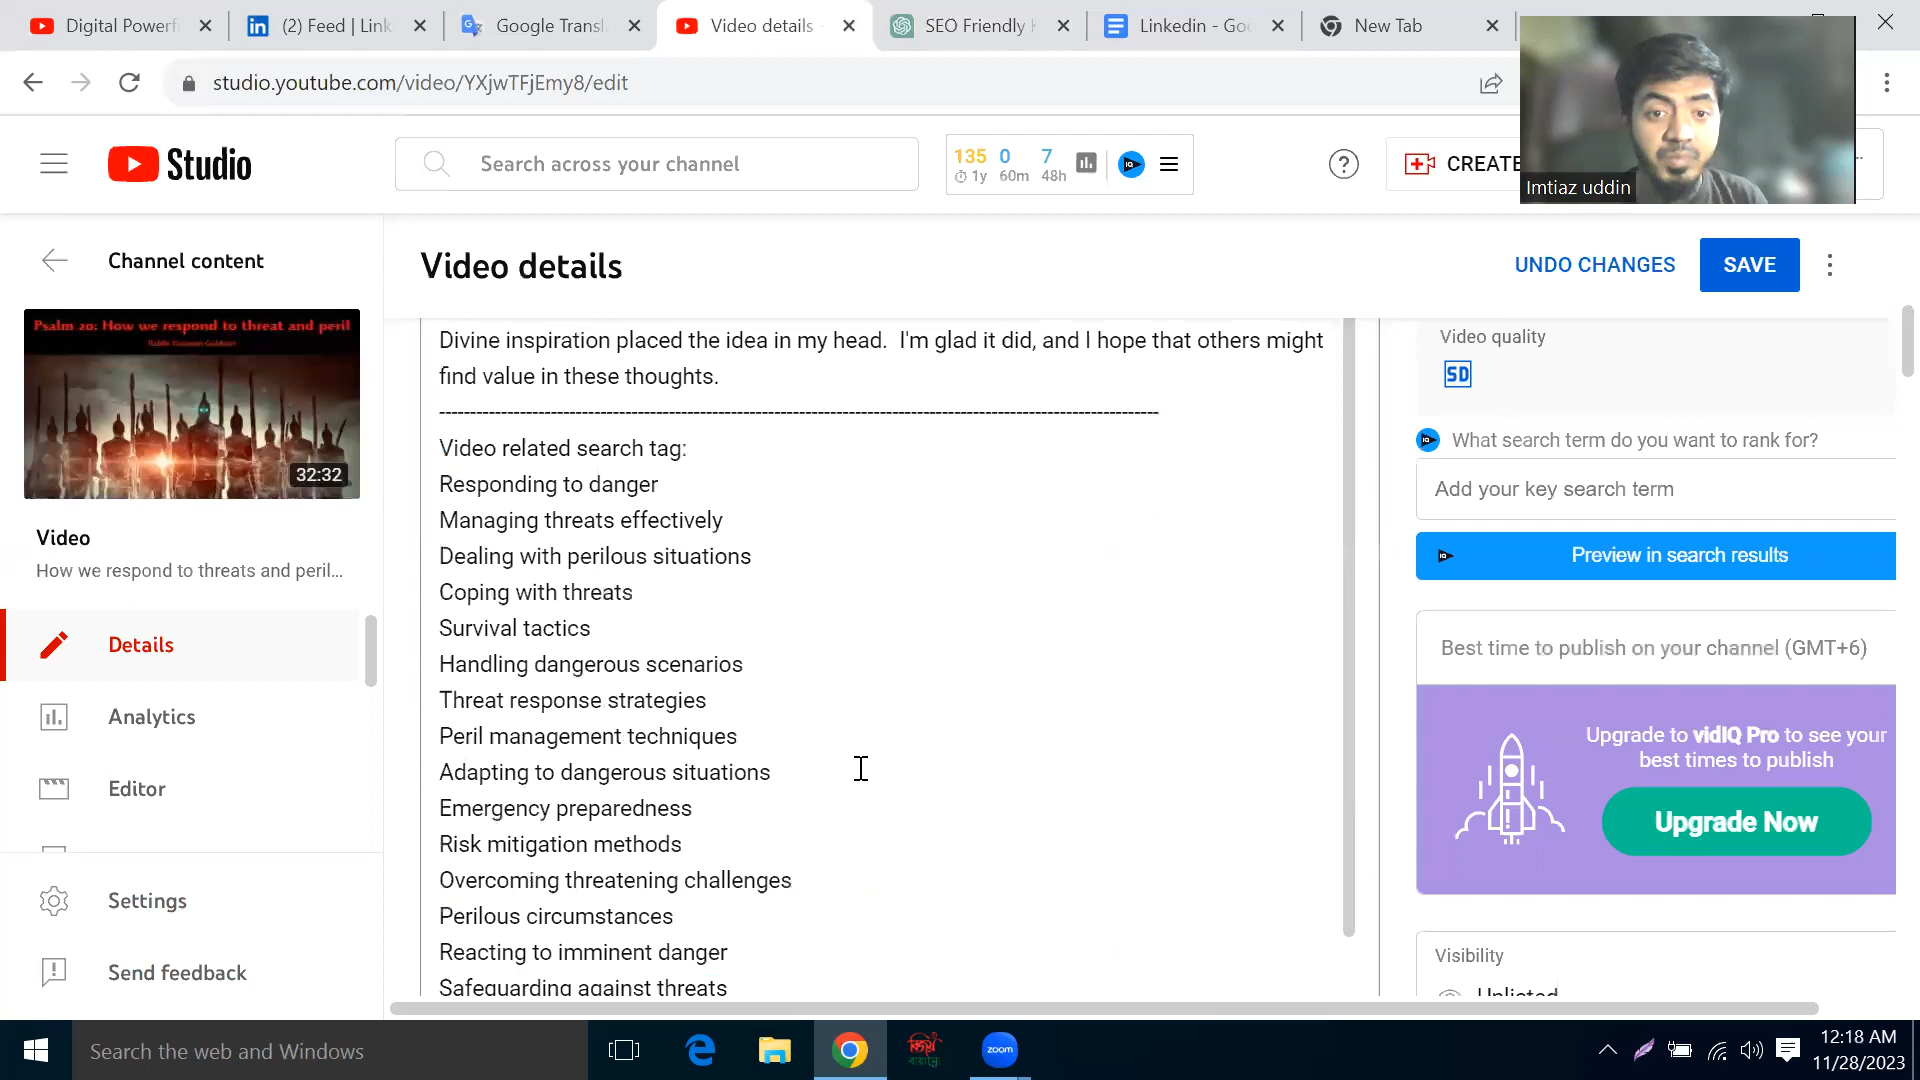 Digital Powerf
(2) Feed | Link
Google Transl
Video details -
SEO Friendly K
Linkedin - Goo
New Tab
studio.youtube.com/video/YXjwTFjEmy8/edit
Studio
Search across your channel
135 0 7
1y 60m 48h
CREATE
Imtiaz uddin
Channel content
Video details
UNDO CHANGES
SAVE
Psalm 20: How we respond to threat and peril
32:32
Video
How we respond to threats and peril...
Details
Analytics
Editor
Settings
Send feedback
Divine inspiration placed the idea in my head.  I'm glad it did, and I hope that others might
find value in these thoughts.
------------------------------------------------------------------------------------------------------------------------
Video related search tag:
Responding to danger
Managing threats effectively
Dealing with perilous situations
Coping with threats
Survival tactics
Handling dangerous scenarios
Threat response strategies
Peril management techniques
Adapting to dangerous situations
Emergency preparedness
Risk mitigation methods
Overcoming threatening challenges
Perilous circumstances
Reacting to imminent danger
Safeguarding against threats
Video quality
SD
What search term do you want to rank for?
Add your key search term
Preview in search results
Best time to publish on your channel (GMT+6)
Upgrade to vidIQ Pro to see your
best times to publish
Upgrade Now
Visibility
Unlisted
Search the web and Windows
zoom
12:18 AM
11/28/2023